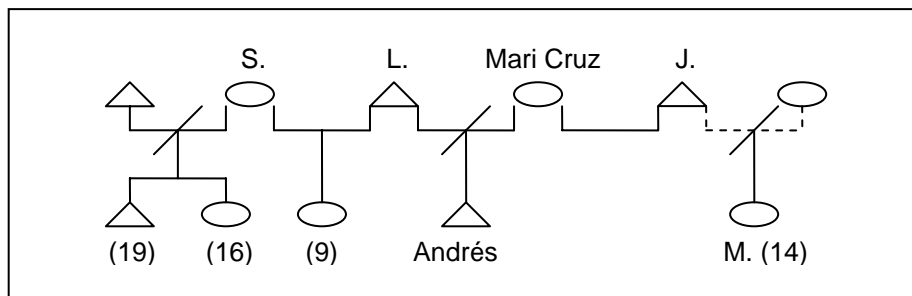 S. L. Mari Cruz J.
(19) (16) (9) Andrés M. (14)